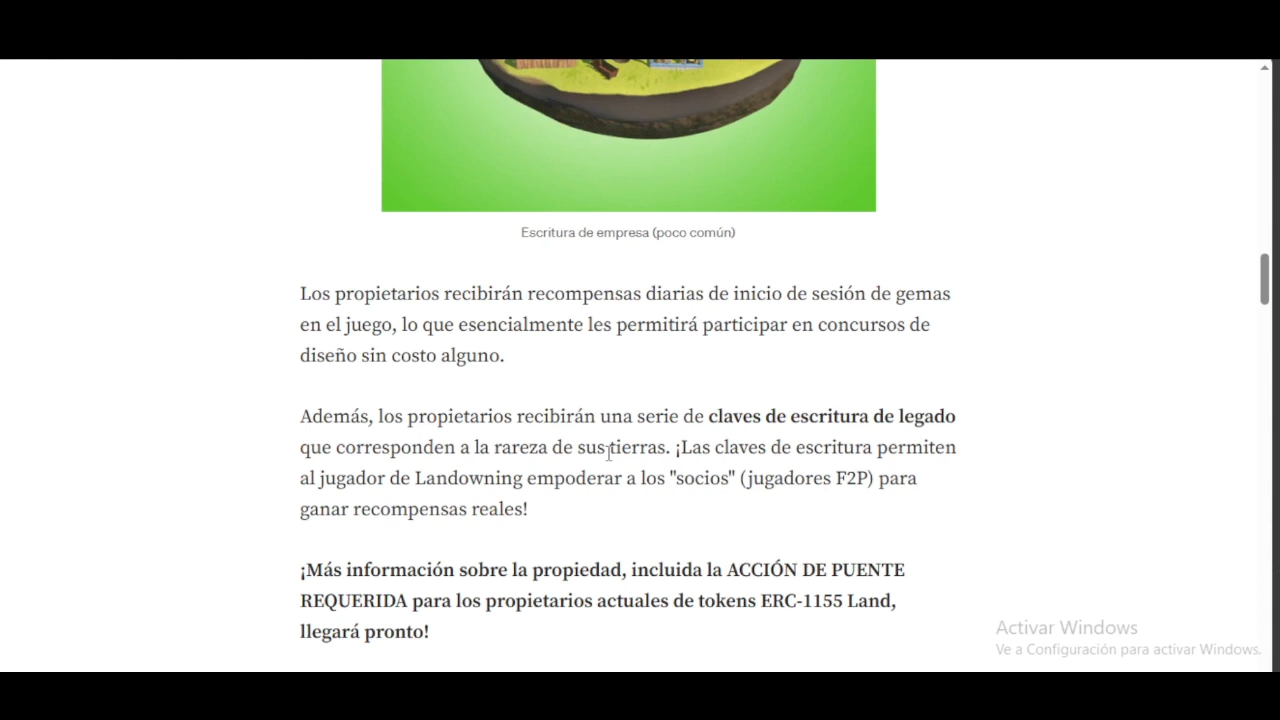 Escritura de empresa (poco común)
Los propietarios recibirán recompensas diarias de inicio de sesión de gemas
en el juego, lo que esencialmente les permitirá participar en concursos de
diseño sin costo alguno.
Además, los propietarios recibirán una serie de claves de escritura de legado
que corresponden a la rareza de sus tierras. ¡Las claves de escritura permiten
al jugador de Landowning empoderar a los "socios" (jugadores F2P) para
ganar recompensas reales!
¡Más información sobre la propiedad, incluida la ACCIÓN DE PUENTE
REQUERIDA para los propietarios actuales de tokens ERC-1155 Land,
llegará pronto!
Activar Windows
Ve a Configuración para activar Windows.